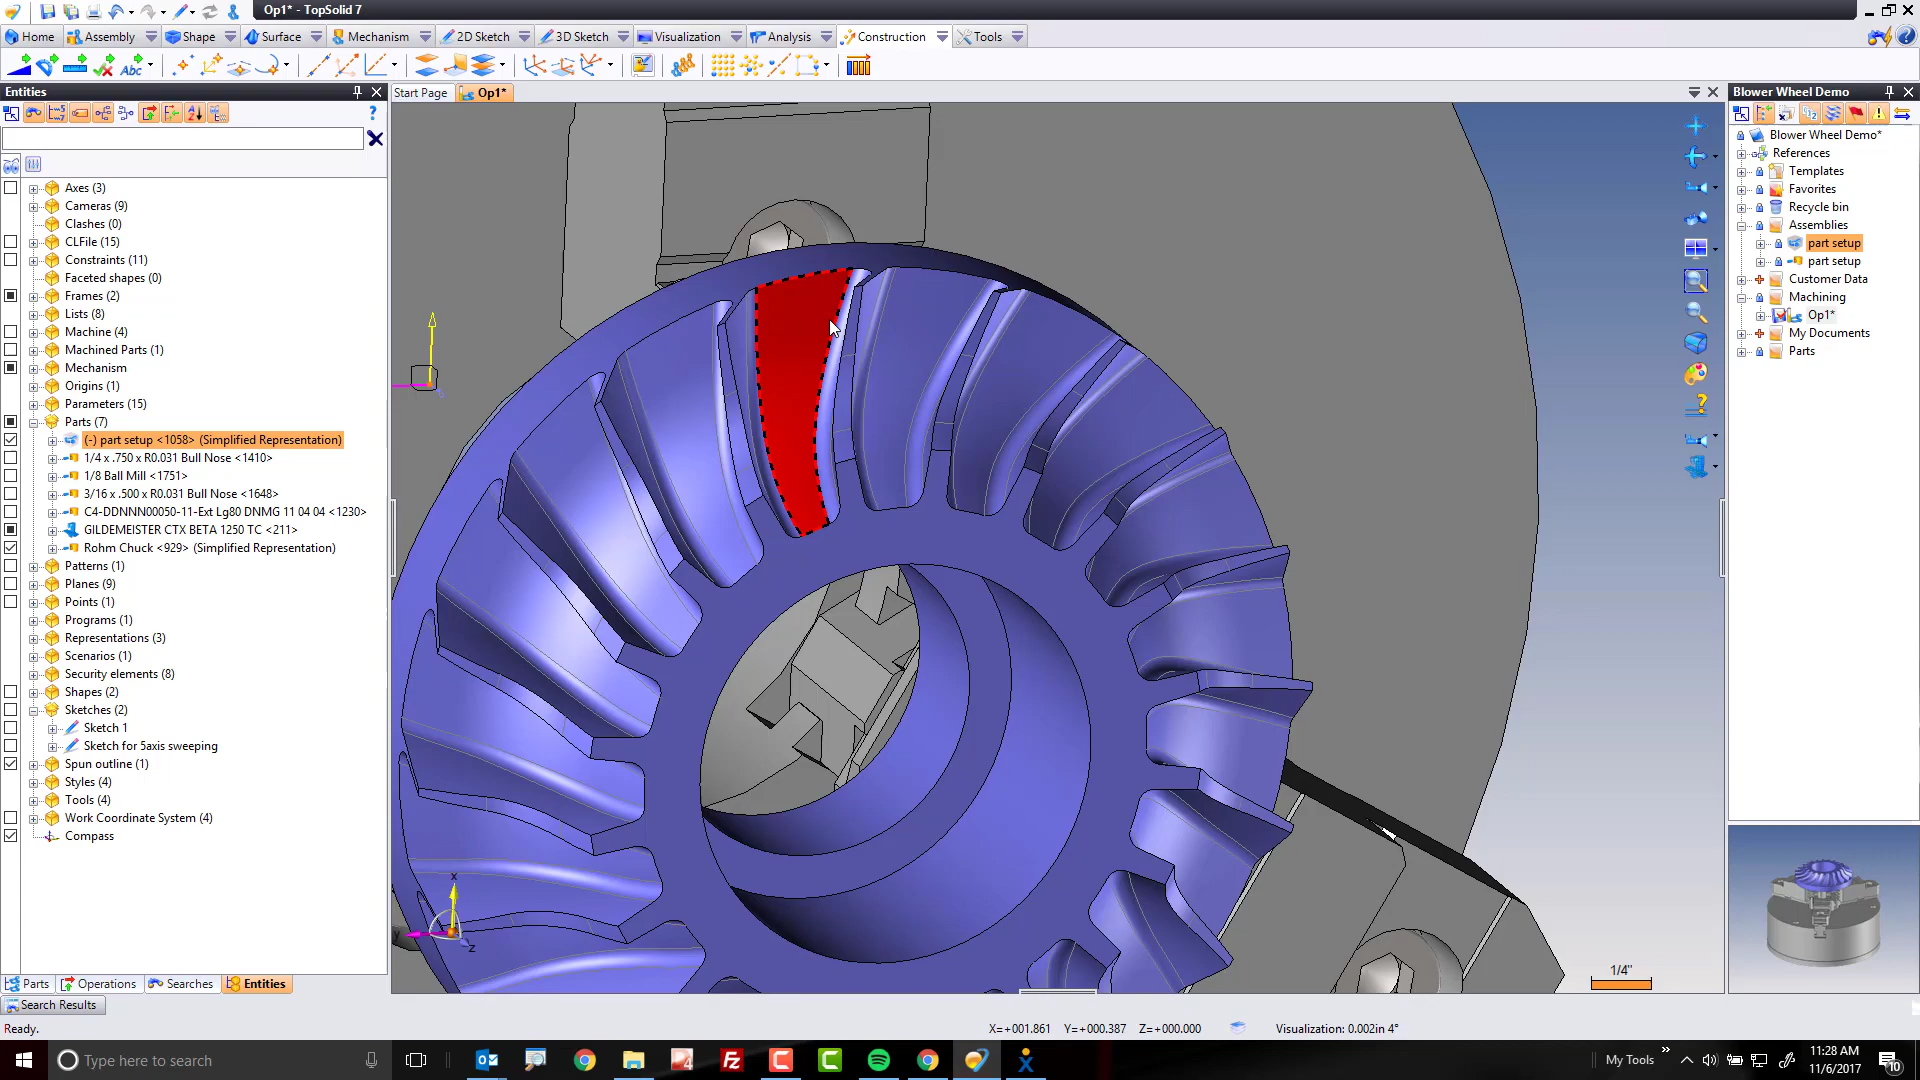 Op1* - TopSolid 7
Home Assembly Shape Surface Mechanism 2D Sketch 3D Sketch Visualization Analysis Construction Tools
Abc
Entities
Start Page Op1*
Blower Wheel Demo
Axes (3)
Cameras (9)
Clashes (0)
CLFile (15)
Constraints (11)
Faceted shapes (0)
Frames (2)
Lists (8)
Machine (4)
Machined Parts (1)
Mechanism
Origins (1)
Parameters (15)
Parts (7)
(-) part setup <1058> (Simplified Representation)
1/4 x .750 x R0.031 Bull Nose <1410>
1/8 Ball Mill <1751>
3/16 x .500 x R0.031 Bull Nose <1648>
C4-DDNNN00050-11-Ext Lg80 DNMG 11 04 04 <1230>
GILDEMEISTER CTX BETA 1250 TC <211>
Rohm Chuck <929> (Simplified Representation)
Patterns (1)
Planes (9)
Points (1)
Programs (1)
Representations (3)
Scenarios (1)
Security elements (8)
Shapes (2)
Sketches (2)
Sketch 1
Sketch for 5axis sweeping
Spun outline (1)
Styles (4)
Tools (4)
Work Coordinate System (4)
Compass
Blower Wheel Demo*
References
Templates
Favorites
Recycle bin
Assemblies
part setup
part setup
Customer Data
Machining
Op1*
My Documents
Parts
x
y
z
1/4"
Parts Operations Searches Entities
Search Results
Ready.
X=+001.861 Y=+000.387 Z=+000.000 Visualization: 0.002in 4°
Type here to search
My Tools
11:28 AM
11/6/2017
10